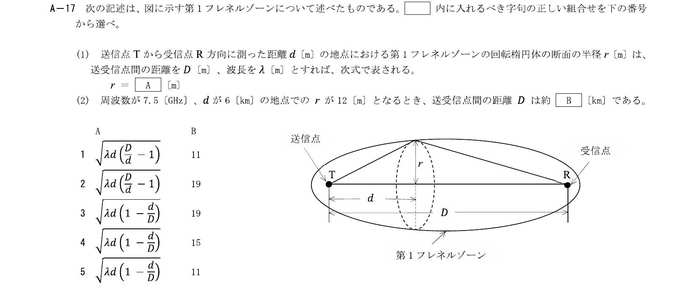 A－17　次の記述は、図に示す第１フレネルゾーンについて述べたものである。　　　内に入れるべき字句の正しい組合せを下の番号
から選べ。
(1)　送信点 T から受信点 R 方向に測った距離 d〔m〕の地点における第１フレネルゾーンの回転楕円体の断面の半径 r〔m〕は、
送受信点間の距離を D〔m〕、波長をλ〔m〕とすれば、次式で表される。
r ＝ A 〔m〕
(2)　周波数が 7.5〔GHz〕、d が 6〔km〕の地点での r が 12〔m〕となるとき、送受信点間の距離 D は約 B 〔km〕である。
A　B
1　√(λd(D/d − 1))　11
2　√(λd(D/d − 1))　19
3　√(λd(1 − d/D))　19
4　√(λd(1 − d/D))　15
5　√(λd(1 − d/D))　11
送信点
受信点
T
r
R
d
D
第１フレネルゾーン